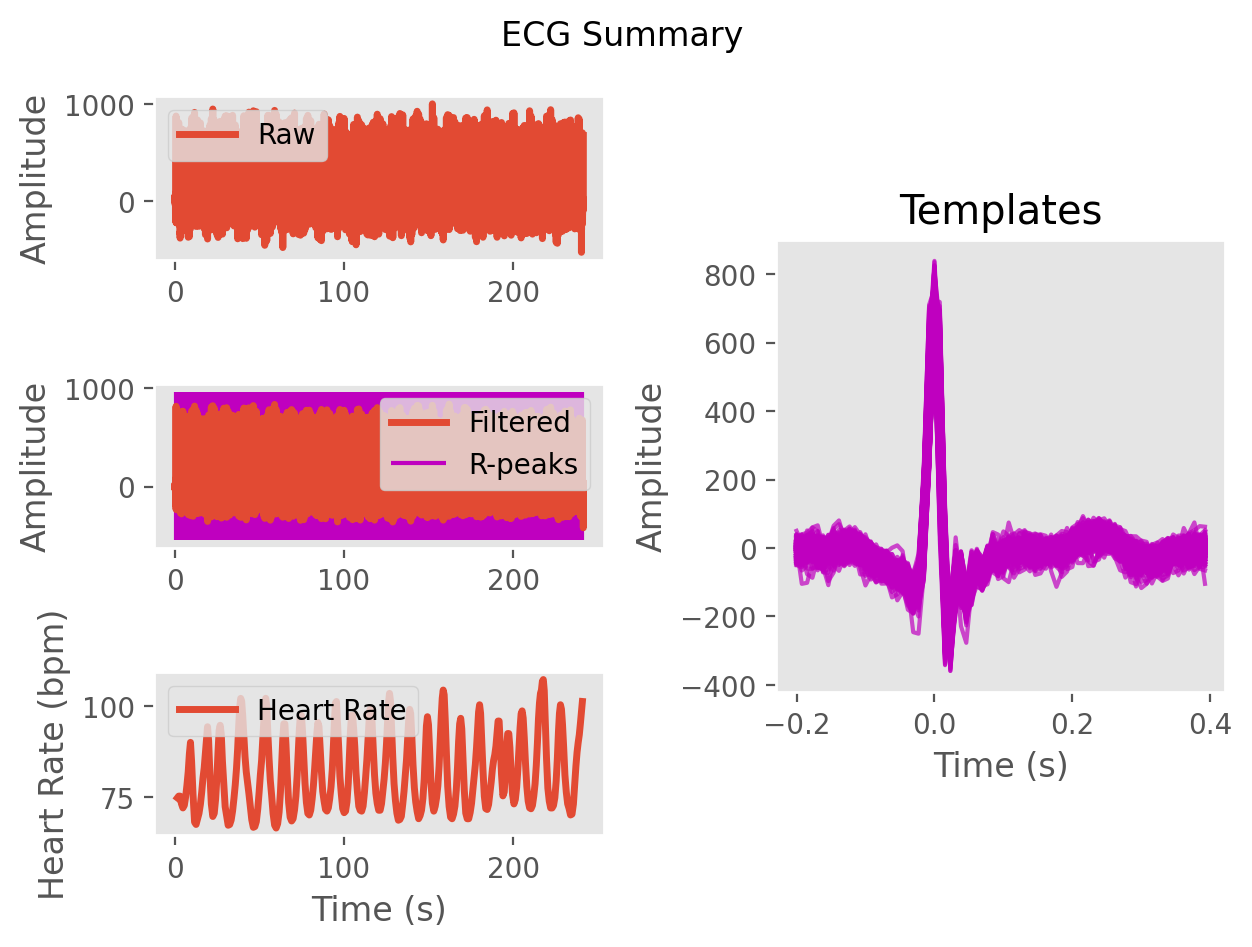 ECG Summary
Amplitude
1000
0
Raw
0 100 200
Amplitude
1000
0
Filtered
R-peaks
0 100 200
Heart Rate (bpm)
100
75
Heart Rate
0 100 200
Time (s)
Templates
Amplitude
800
600
400
200
0
−200
−400
−0.2 0.0 0.2 0.4
Time (s)